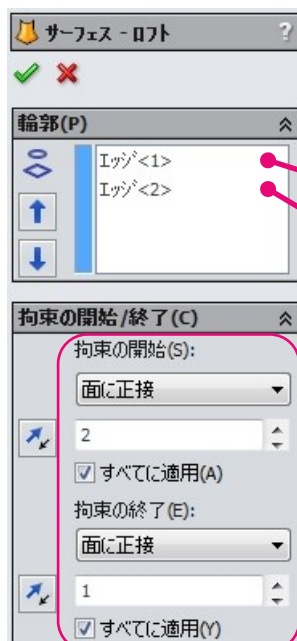 サーフェス - ロフト ?
輪郭(P)
エッジ<1>
エッジ<2>
拘束の開始/終了(C)
拘束の開始(S):
面に正接
2
すべてに適用(A)
拘束の終了(E):
面に正接
1
すべてに適用(Y)